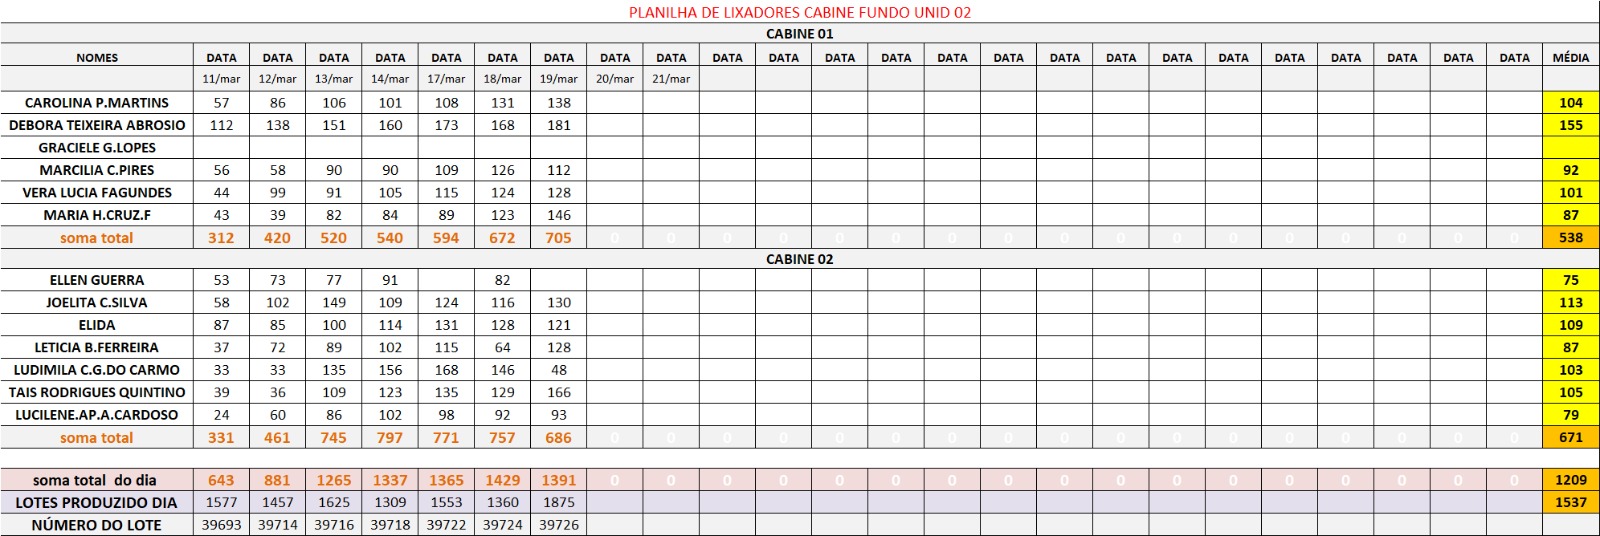 PLANILHA DE LIXADORES CABINE FUNDO UNID 02
CABINE 01
NOMES DATA DATA DATA DATA DATA DATA DATA DATA DATA DATA DATA DATA DATA DATA DATA DATA DATA DATA DATA DATA DATA DATA DATA DATA MÉDIA
11/mar 12/mar 13/mar 14/mar 17/mar 18/mar 19/mar 20/mar 21/mar
CAROLINA P.MARTINS 57 86 106 101 108 131 138 104
DEBORA TEIXEIRA ABROSIO 112 138 151 160 173 168 181 155
GRACIELE G.LOPES
MARCILIA C.PIRES 56 58 90 90 109 126 112 92
VERA LUCIA FAGUNDES 44 99 91 105 115 124 128 101
MARIA H.CRUZ.F 43 39 82 84 89 123 146 87
soma total 312 420 520 540 594 672 705 0 0 0 0 0 0 0 0 0 0 0 0 0 0 0 0 0 538
CABINE 02
ELLEN GUERRA 53 73 77 91 82 75
JOELITA C.SILVA 58 102 149 109 124 116 130 113
ELIDA 87 85 100 114 131 128 121 109
LETICIA B.FERREIRA 37 72 89 102 115 64 128 87
LUDIMILA C.G.DO CARMO 33 33 135 156 168 146 48 103
TAIS RODRIGUES QUINTINO 39 36 109 123 135 129 166 105
LUCILENE.AP.A.CARDOSO 24 60 86 102 98 92 93 79
soma total 331 461 745 797 771 757 686 0 0 0 0 0 0 0 0 0 0 0 0 0 0 0 0 0 671
soma total do dia 643 881 1265 1337 1365 1429 1391 0 0 0 0 0 0 0 0 0 0 0 0 0 0 0 0 0 1209
LOTES PRODUZIDO DIA 1577 1457 1625 1309 1553 1360 1875 1537
NÚMERO DO LOTE 39693 39714 39716 39718 39722 39724 39726